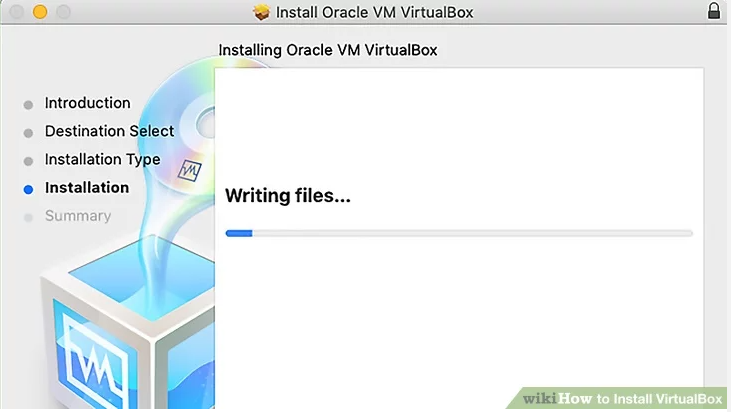 Install Oracle VM VirtualBox
Installing Oracle VM VirtualBox
Introduction
Destination Select
Installation Type
Installation
Summary
Writing files...
wikiHow to Install VirtualBox